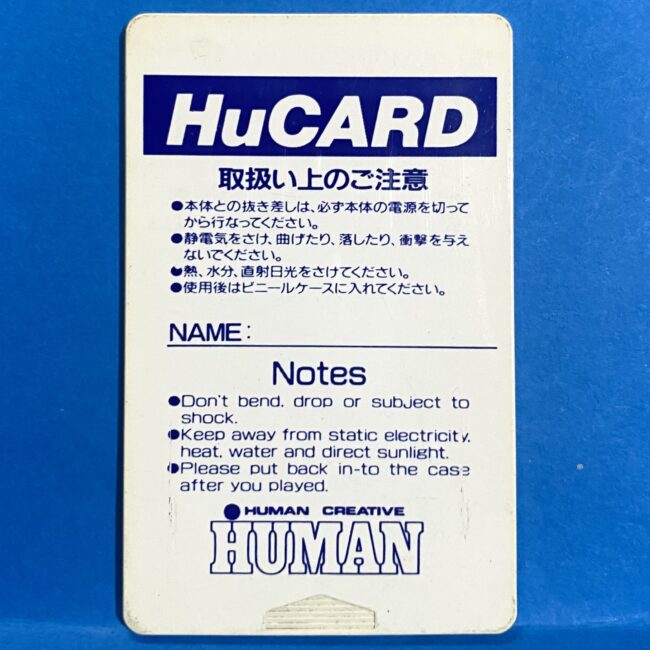 HuCARD
取扱い上のご注意
●本体との抜き差しは、必ず本体の電源を切って
から行なってください。
●静電気をさけ、曲げたり、落したり、衝撃を与え
ないでください。
●熱、水分、直射日光をさけてください。
●使用後はビニールケースに入れてください。
NAME:
Notes
●Don't bend, drop or subject to
shock.
●Keep away from static electricity,
heat, water and direct sunlight.
●Please put back in-to the case
after you played.
HUMAN CREATIVE
HUMAN